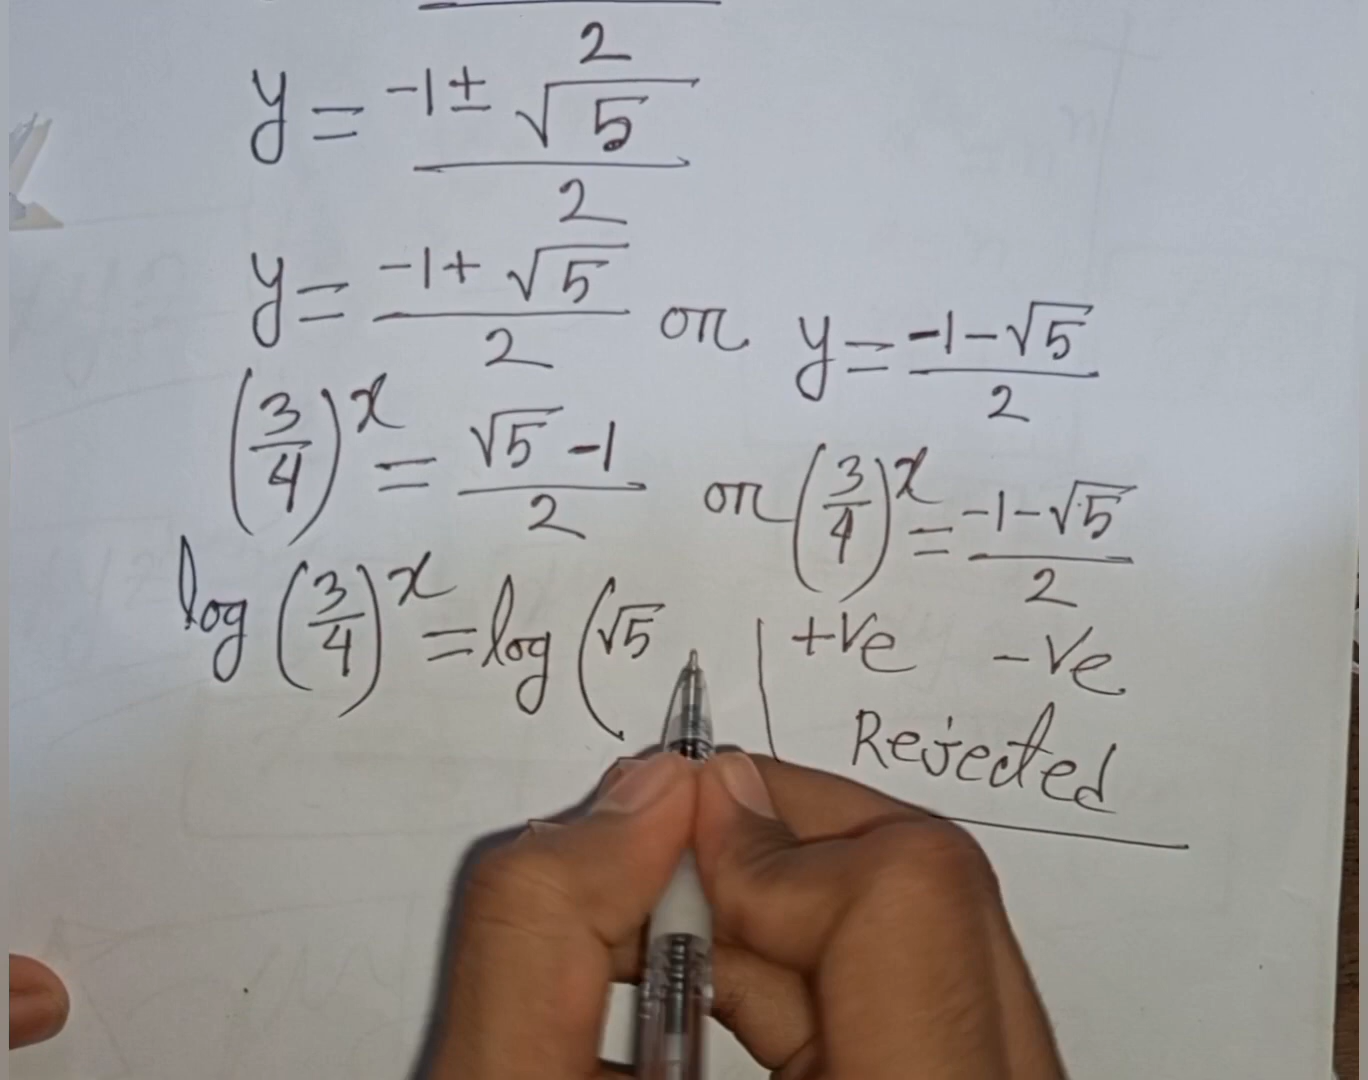 2
y = -1 ± √5 / 2
y = -1 + √5 / 2 or y = -1 - √5 / 2
(3/4)^x = √5 - 1 / 2 or (3/4)^x = -1 - √5 / 2
log (3/4)^x = log (√5
+ve -ve
Rejected